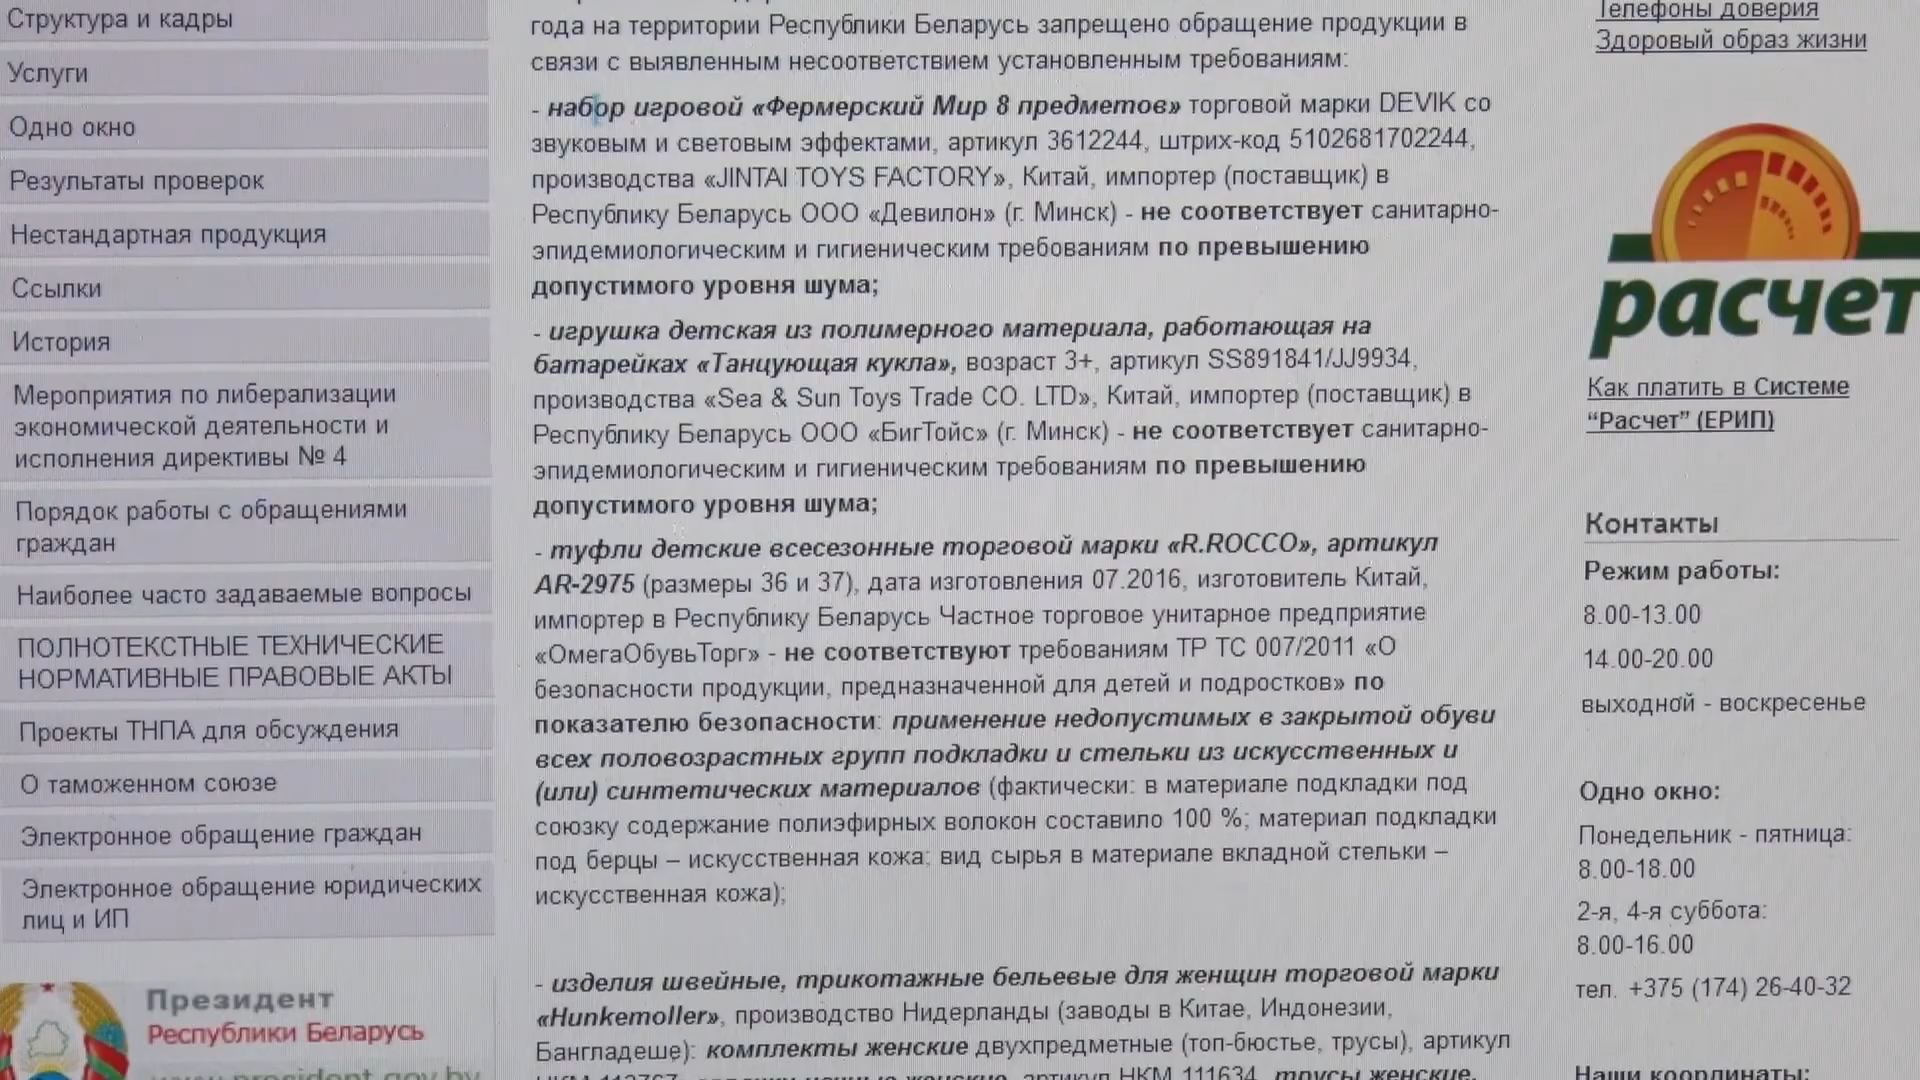 Структура и кадры
Услуги
Одно окно
Результаты проверок
Нестандартная продукция
Ссылки
История
Мероприятия по либерализации
экономической деятельности и
исполнения директивы № 4
Порядок работы с обращениями
граждан
Наиболее часто задаваемые вопросы
ПОЛНОТЕКСТНЫЕ ТЕХНИЧЕСКИЕ
НОРМАТИВНЫЕ ПРАВОВЫЕ АКТЫ
Проекты ТНПА для обсуждения
О таможенном союзе
Электронное обращение граждан
Электронное обращение юридических
лиц и ИП
Президент
Республики Беларусь
www.president.gov.by
года на территории Республики Беларусь запрещено обращение продукции в
связи с выявленным несоответствием установленным требованиям:
- набор игровой «Фермерский Мир 8 предметов» торговой марки DEVIK со
звуковым и световым эффектами, артикул 3612244, штрих-код 5102681702244,
производства «JINTAI TOYS FACTORY», Китай, импортер (поставщик) в
Республику Беларусь ООО «Девилон» (г. Минск) - не соответствует санитарно-
эпидемиологическим и гигиеническим требованиям по превышению
допустимого уровня шума;
- игрушка детская из полимерного материала, работающая на
батарейках «Танцующая кукла», возраст 3+, артикул SS891841/JJ9934,
производства «Sea & Sun Toys Trade CO. LTD», Китай, импортер (поставщик) в
Республику Беларусь ООО «БигТойс» (г. Минск) - не соответствует санитарно-
эпидемиологическим и гигиеническим требованиям по превышению
допустимого уровня шума;
- туфли детские всесезонные торговой марки «R.ROCCO», артикул
AR-2975 (размеры 36 и 37), дата изготовления 07.2016, изготовитель Китай,
импортер в Республику Беларусь Частное торговое унитарное предприятие
«ОмегаОбувьТорг» - не соответствуют требованиям ТР ТС 007/2011 «О
безопасности продукции, предназначенной для детей и подростков» по
показателю безопасности: применение недопустимых в закрытой обуви
всех половозрастных групп подкладки и стельки из искусственных и
(или) синтетических материалов (фактически: в материале подкладки под
союзку содержание полиэфирных волокон составило 100 %; материал подкладки
под берцы – искусственная кожа; вид сырья в материале вкладной стельки –
искусственная кожа);
- изделия швейные, трикотажные бельевые для женщин торговой марки
«Hunkemoller», производство Нидерланды (заводы в Китае, Индонезии,
Бангладеше): комплекты женские двухпредметные (топ-бюстье, трусы), артикул
артикул НКМ 111634, трусы женские,
Телефоны доверия
Здоровый образ жизни
расчет
Как платить в Системе
“Расчет” (ЕРИП)
Контакты
Режим работы:
8.00-13.00
14.00-20.00
выходной - воскресенье
Одно окно:
Понедельник - пятница:
8.00-18.00
2-я, 4-я суббота:
8.00-16.00
тел. +375 (174) 26-40-32
Наши координаты: